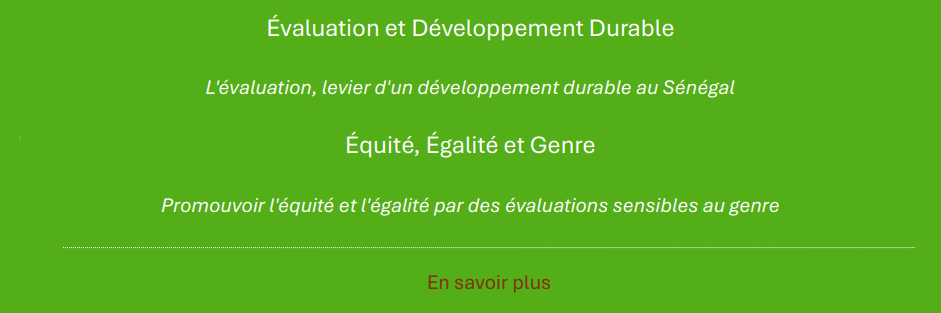 Évaluation et Développement Durable
L'évaluation, levier d'un développement durable au Sénégal
Équité, Égalité et Genre
Promouvoir l'équité et l'égalité par des évaluations sensibles au genre
En savoir plus